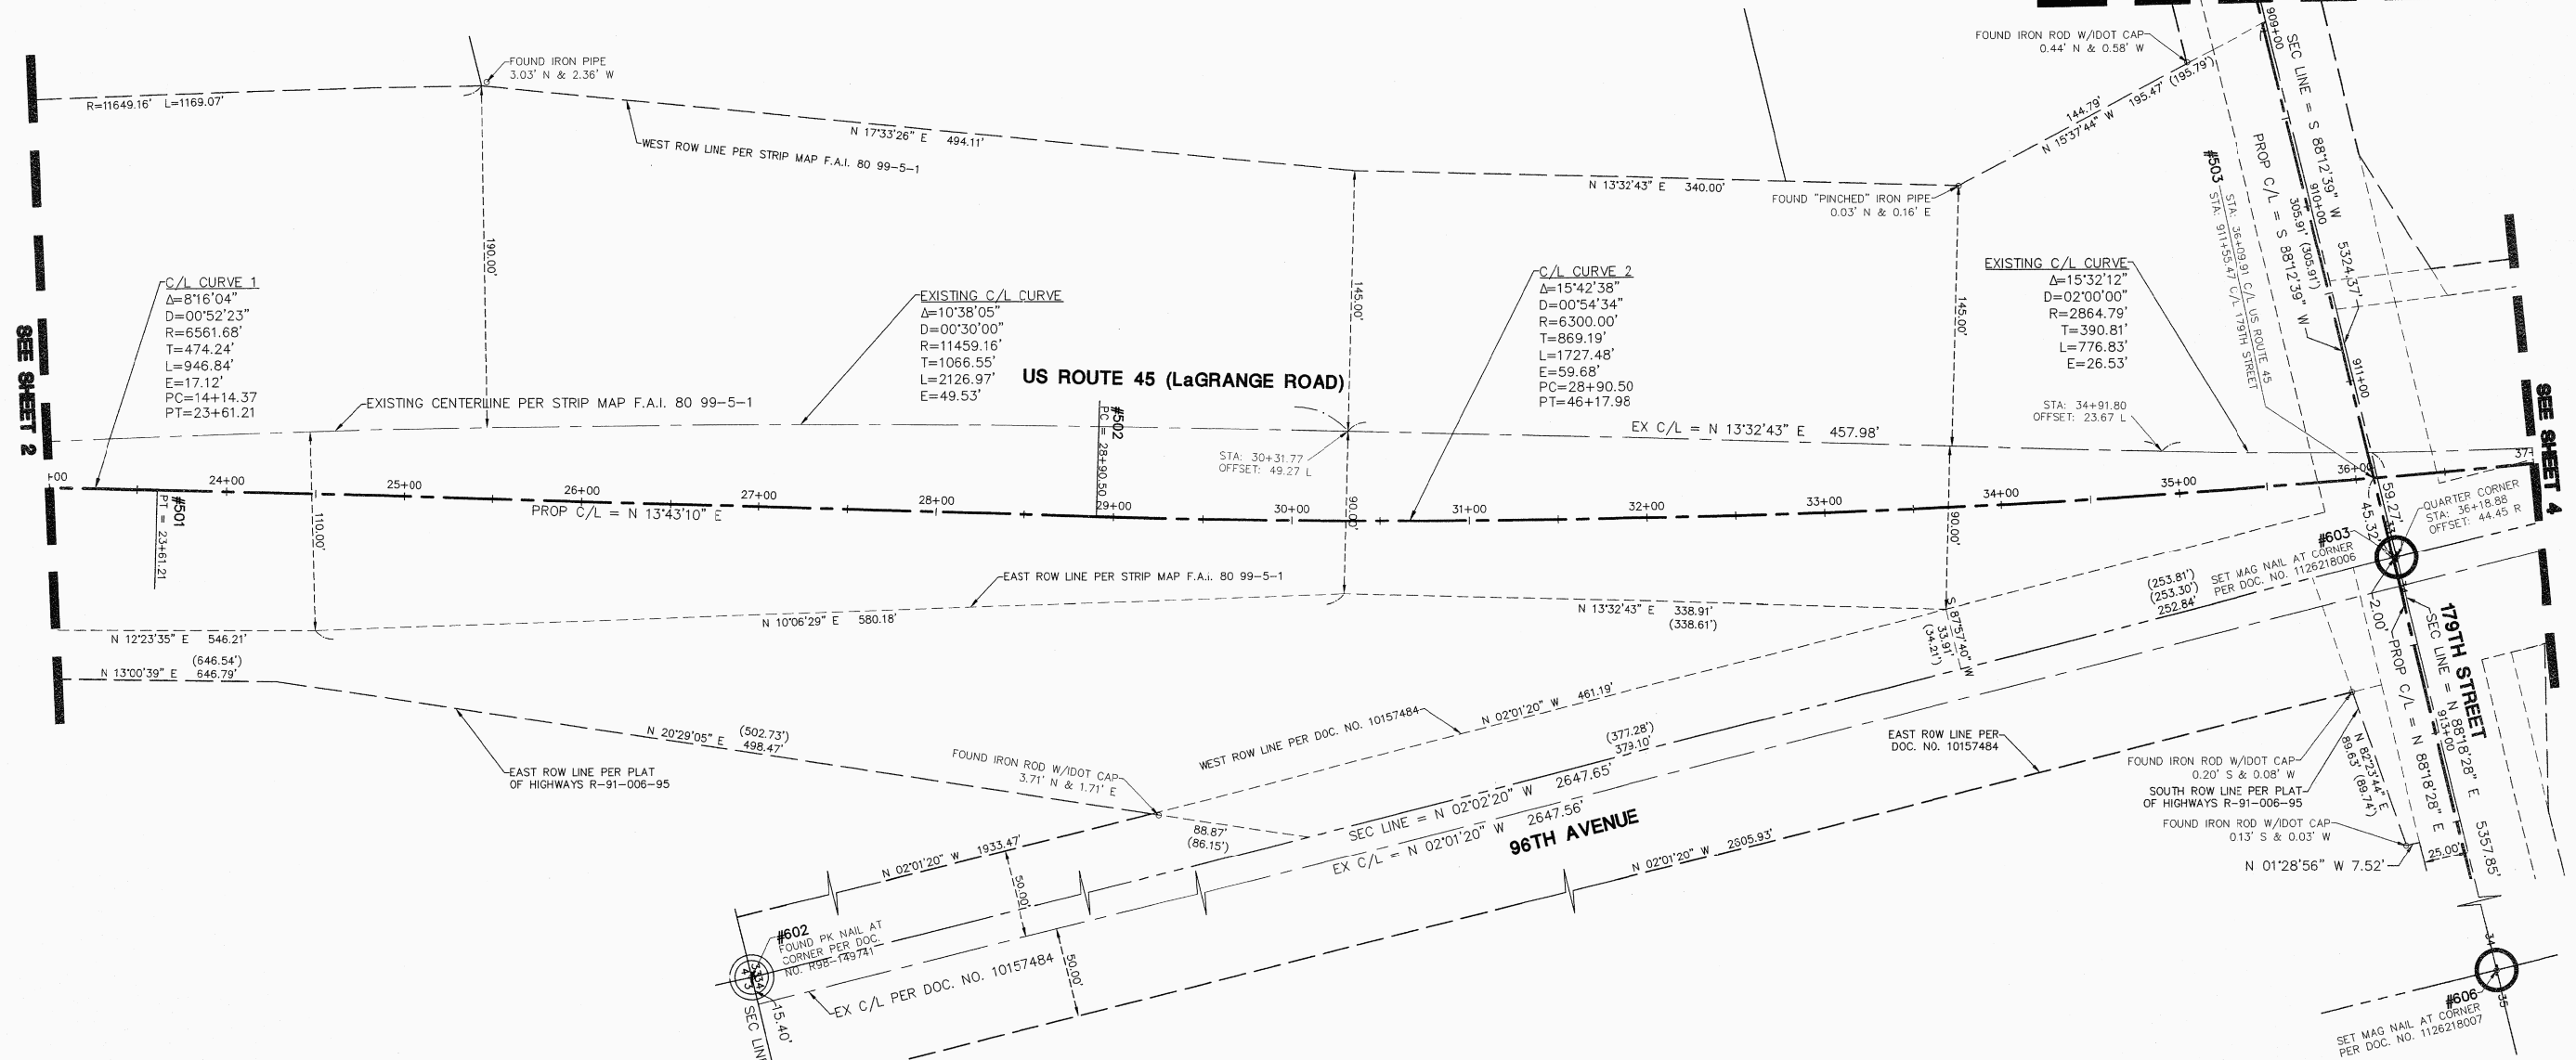 SEE SHEET 2
R=11649.16' L=1169.07'
FOUND IRON PIPE
3.03' N & 2.36' W
N 17°33'26" E 494.11'
WEST ROW LINE PER STRIP MAP F.A.I. 80 99-5-1
190.00'
C/L CURVE 1
Δ=8°16'04"
D=00°52'23"
R=6561.68'
T=474.24'
L=946.84'
E=17.12'
PC=14+14.37
PT=23+61.21
EXISTING CENTERLINE PER STRIP MAP F.A.I. 80 99-5-1
EXISTING C/L CURVE
Δ=10°38'05"
D=00°30'00"
R=11459.16'
T=1066.55'
L=2126.97'
E=49.53'
US ROUTE 45 (LaGRANGE ROAD)
145.00'
N 13°32'43" E 340.00'
FOUND "PINCHED" IRON PIPE
0.03' N & 0.16' E
C/L CURVE 2
Δ=15°42'38"
D=00°54'34"
R=6300.00'
T=869.19'
L=1727.48'
E=59.68'
PC=28+90.50
PT=46+17.98
145.00'
FOUND IRON ROD W/IDOT CAP
0.44' N & 0.58' W
144.79'
195.47' (195.79')
N 15°37'44" W
EXISTING C/L CURVE
Δ=15°32'12"
D=02°00'00"
R=2864.79'
T=390.81'
L=776.83'
E=26.53'
#503
STA: 36+09.91 C/L US ROUTE 45
STA: 911+55.47 C/L 179TH STREET
909+00
SEC LINE = S 88°12'39" W 5324.37'
PROP C/L = S 88°12'39" W
910+00
305.91' (305.91')
911+00
SEE SHEET 4
STA: 34+91.80
OFFSET: 23.67 L
EX C/L = N 13°32'43" E 457.98'
STA: 30+31.77
OFFSET: 49.27 L
#502
PC = 28+90.50
+00
24+00
25+00
26+00
27+00
28+00
29+00
30+00
31+00
32+00
33+00
34+00
35+00
36+00
37+
#501
PT = 23+61.21
PROP C/L = N 13°43'10" E
110.00'
90.00'
90.00'
59.27'
45.32'
QUARTER CORNER
STA: 36+18.88
OFFSET: 44.45 R
#603
SET MAG NAIL AT CORNER
PER DOC. NO. 1126218006
EAST ROW LINE PER STRIP MAP F.A.i. 80 99-5-1
N 12°23'35" E 546.21'
N 10°06'29" E 580.18'
N 13°32'43" E 338.91'
(338.61')
S 87°57'40" W
33.91'
(34.21')
(253.81')
(253.30')
252.84'
2.00'
(646.54')
N 13°00'39" E 646.79'
N 20°29'05" E
(502.73')
498.47'
EAST ROW LINE PER PLAT
OF HIGHWAYS R-91-006-95
FOUND IRON ROD W/IDOT CAP
3.71' N & 1.71' E
WEST ROW LINE PER DOC. NO. 10157484
N 02°01'20" W 461.19'
(377.28')
379.10'
88.87'
(86.15')
SEC LINE = N 02°02'20" W 2647.65'
EX C/L = N 02°01'20" W 2647.56'
96TH AVENUE
N 02°01'20" W 2605.93'
EAST ROW LINE PER
DOC. NO. 10157484
N 02°01'20" W 1933.47'
50.00'
50.00'
#602
FOUND PK NAIL AT
CORNER PER DOC.
NO. R98-149741
EX C/L PER DOC. NO. 10157484
15.40'
SEC LINE
179TH STREET
SEC LINE = N 88°18'28" E 5357.85'
PROP C/L = N 88°18'28" E
913+00
FOUND IRON ROD W/IDOT CAP
0.20' S & 0.08' W
SOUTH ROW LINE PER PLAT
OF HIGHWAYS R-91-006-95
N 82°23'44" E
89.63' (89.74')
FOUND IRON ROD W/IDOT CAP
0.13' S & 0.03' W
N 01°28'56" W 7.52'
25.00'
34
35
#606
SET MAG NAIL AT CORNER
PER DOC. NO. 1126218007